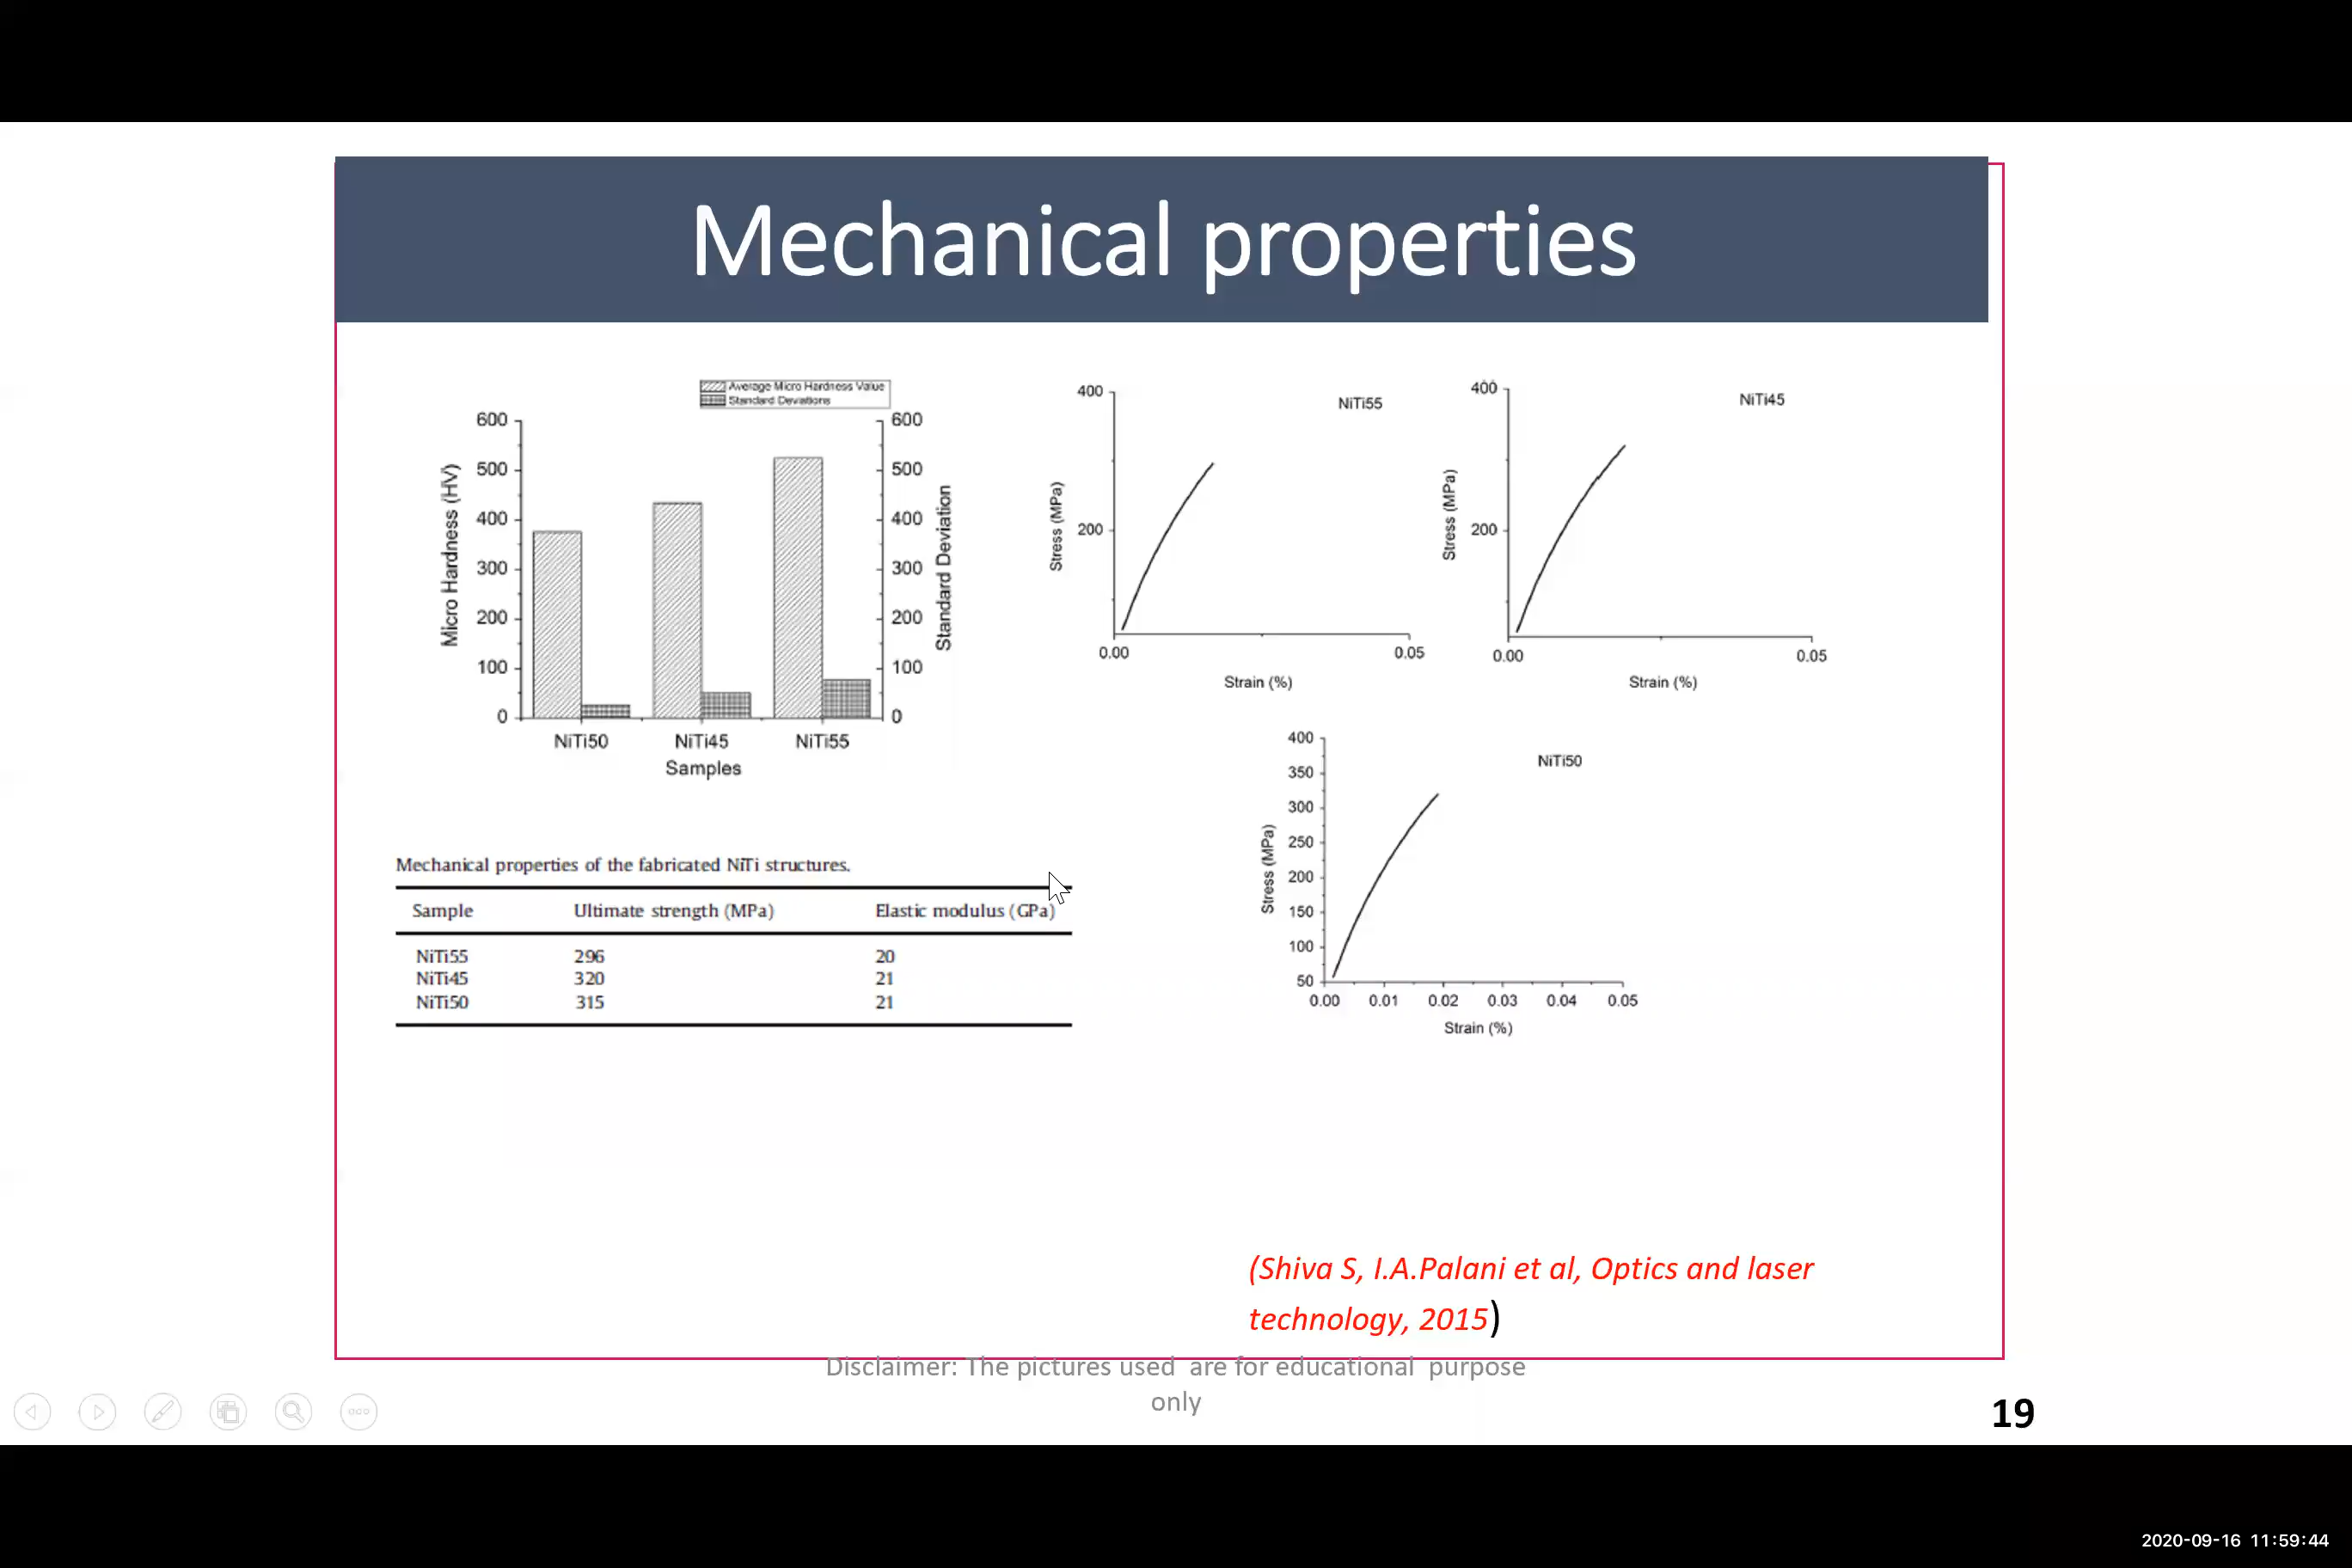 Mechanical properties
Average Micro Hardness Value
Standard Deviations
600
500
400
300
200
100
0
Micro Hardness (HV)
600
500
400
300
200
100
0
Standard Deviation
NiTi50 NiTi45 NiTi55
Samples
400
200
Stress (MPa)
NiTi55
0.00 0.05
Strain (%)
400
200
Stress (MPa)
NiTi45
0.00 0.05
Strain (%)
400
350
300
250
200
150
100
50
Stress (MPa)
NiTi50
0.00 0.01 0.02 0.03 0.04 0.05
Strain (%)
Mechanical properties of the fabricated NiTi structures.
Sample Ultimate strength (MPa) Elastic modulus (GPa)
NiTi55 296 20
NiTi45 320 21
NiTi50 315 21
(Shiva S, I.A.Palani et al, Optics and laser
technology, 2015)
Disclaimer: The pictures used are for educational purpose
only
19
2020-09-16 11:59:44